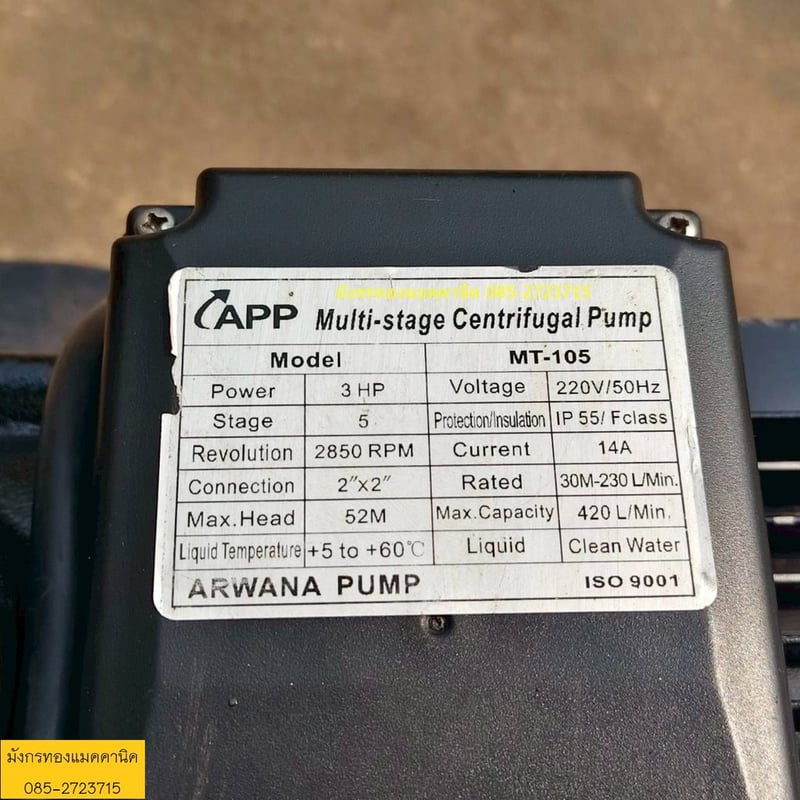 มังกรทองแมคคานิค 085-2723715
APP Multi-stage Centrifugal Pump
Model MT-105
Power 3 HP Voltage 220V/50Hz
Stage 5 Protection/Insulation IP 55/ Fclass
Revolution 2850 RPM Current 14A
Connection 2"x2" Rated 30M-230 L/Min.
Max.Head 52M Max.Capacity 420 L/Min.
Liquid Temperature +5 to +60℃ Liquid Clean Water
ARWANA PUMP ISO 9001
มังกรทองแมคคานิค
085-2723715